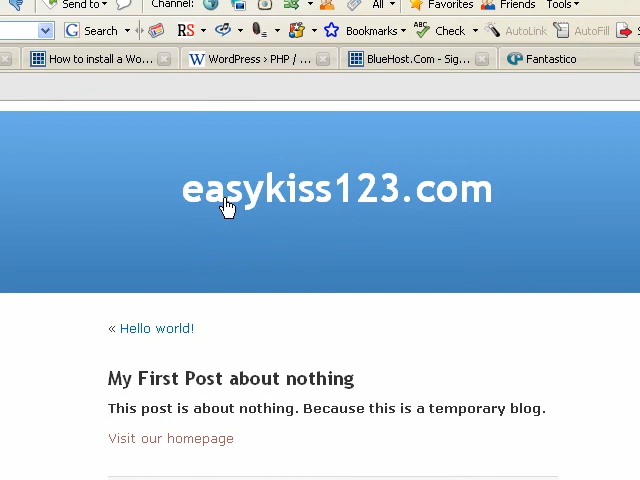 Send to Channel: All Favorites Friends Tools
G Search RS Bookmarks ABC Check AutoLink AutoFill
How to install a Wo... WordPress › PHP / ... BlueHost.Com - Sig... Fantastico
easykiss123.com
« Hello world!
My First Post about nothing
This post is about nothing. Because this is a temporary blog.
Visit our homepage